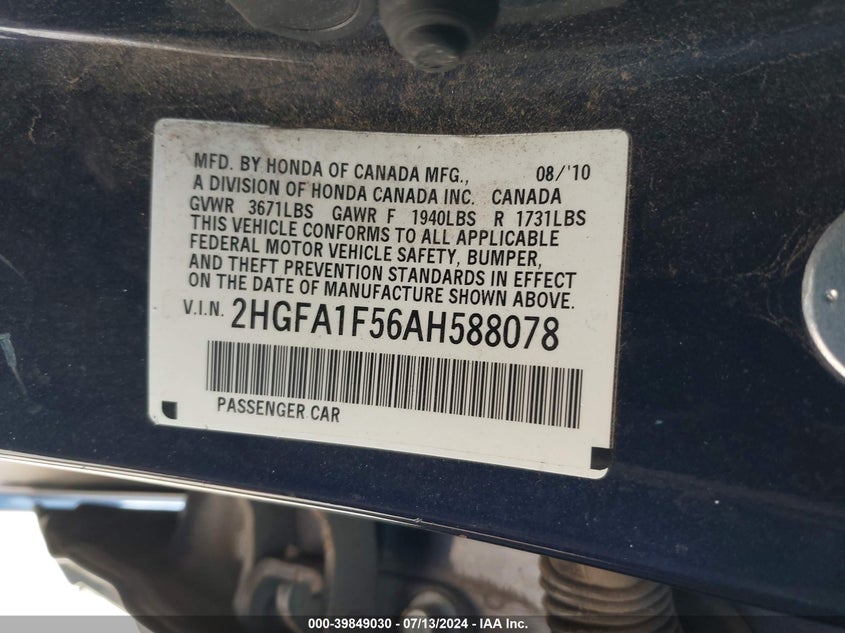 MFD. BY HONDA OF CANADA MFG., 08/'10
A DIVISION OF HONDA CANADA INC. CANADA
GVWR 3671LBS GAWR F 1940LBS R 1731LBS
THIS VEHICLE CONFORMS TO ALL APPLICABLE
FEDERAL MOTOR VEHICLE SAFETY, BUMPER,
AND THEFT PREVENTION STANDARDS IN EFFECT
ON THE DATE OF MANUFACTURE SHOWN ABOVE.
V.I.N. 2HGFA1F56AH588078
PASSENGER CAR
000-39849030 - 07/13/2024 - IAA Inc.